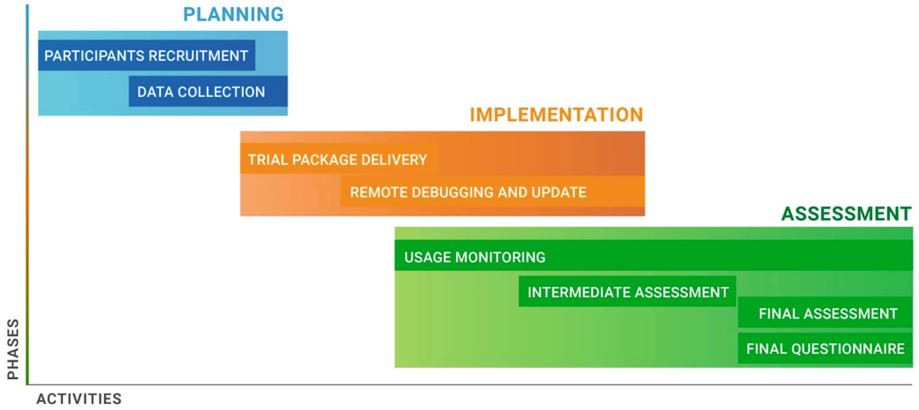 PLANNING
PARTICIPANTS RECRUITMENT
DATA COLLECTION
IMPLEMENTATION
TRIAL PACKAGE DELIVERY
REMOTE DEBUGGING AND UPDATE
ASSESSMENT
USAGE MONITORING
INTERMEDIATE ASSESSMENT
FINAL ASSESSMENT
FINAL QUESTIONNAIRE
PHASES
ACTIVITIES